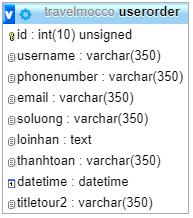 v travelmocco userorder
id : int(10) unsigned
username : varchar(350)
phonenumber : varchar(350)
email : varchar(350)
soluong : varchar(350)
loinhan : text
thanhtoan : varchar(350)
datetime : datetime
titletour2 : varchar(350)